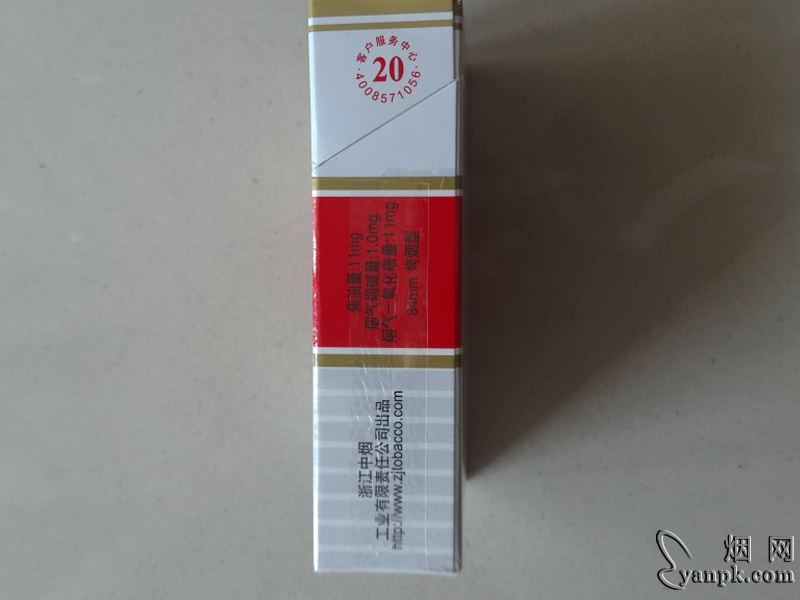 ·客户服务中心·
20
4008571056
焦油量:11mg
烟气烟碱量:1.0mg
烟气一氧化碳量:11mg
84mm 烤烟型
浙江中烟
工业有限责任公司出品
http://www.zjtobacco.com
烟网
yanpk.com